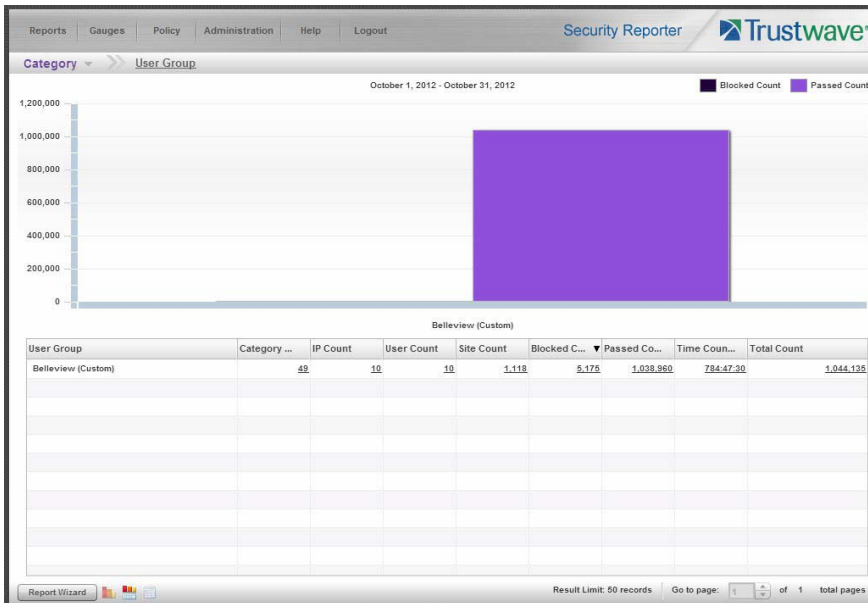 Reports Gauges Policy Administration Help Logout Security Reporter Trustwave®
Category User Group
October 1, 2012 - October 31, 2012 Blocked Count Passed Count
1,200,000
1,000,000
800,000
600,000
400,000
200,000
0
Belleview (Custom)
User Group Category ... IP Count User Count Site Count Blocked C... ▼ Passed Co... Time Coun... Total Count
Belleview (Custom) 49 10 10 1,118 5,175 1,038,960 784:47:30 1,044,135
Report Wizard Result Limit: 50 records Go to page: 1 of 1 total pages